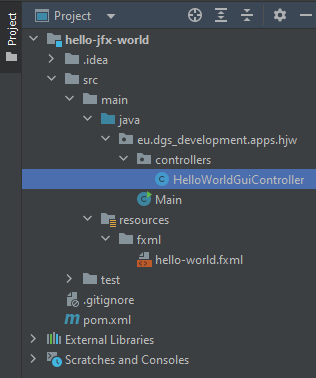 Project
Project
hello-jfx-world
.idea
src
main
java
eu.dgs_development.apps.hjw
controllers
HelloWorldGuiController
Main
resources
fxml
hello-world.fxml
test
.gitignore
pom.xml
External Libraries
Scratches and Consoles